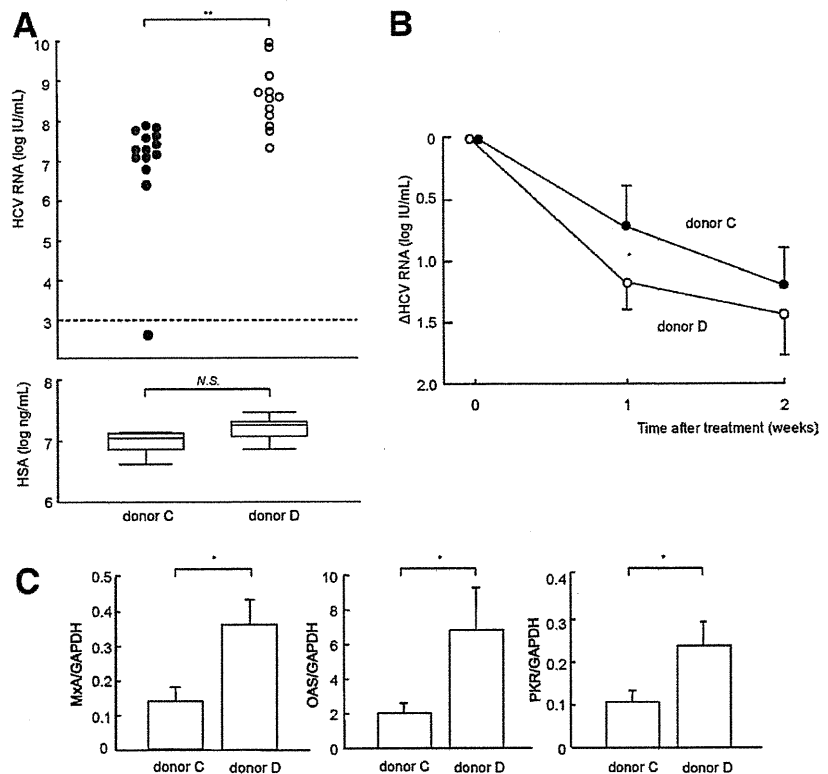 A
**
HCV RNA (log IU/mL)
10
9
8
7
6
5
4
3
N.S.
HSA (log ng/mL)
8
7
6
donor C donor D
B
ΔHCV RNA (log IU/mL)
0
0.5
1.0
1.5
2.0
donor C
*
donor D
0 1 2
Time after treatment (weeks)
C
*
MxA/GAPDH
0.5
0.4
0.3
0.2
0.1
0
donor C donor D
*
OAS/GAPDH
10
8
6
4
2
0
donor C donor D
*
PKR/GAPDH
0.4
0.3
0.2
0.1
0
donor C donor D